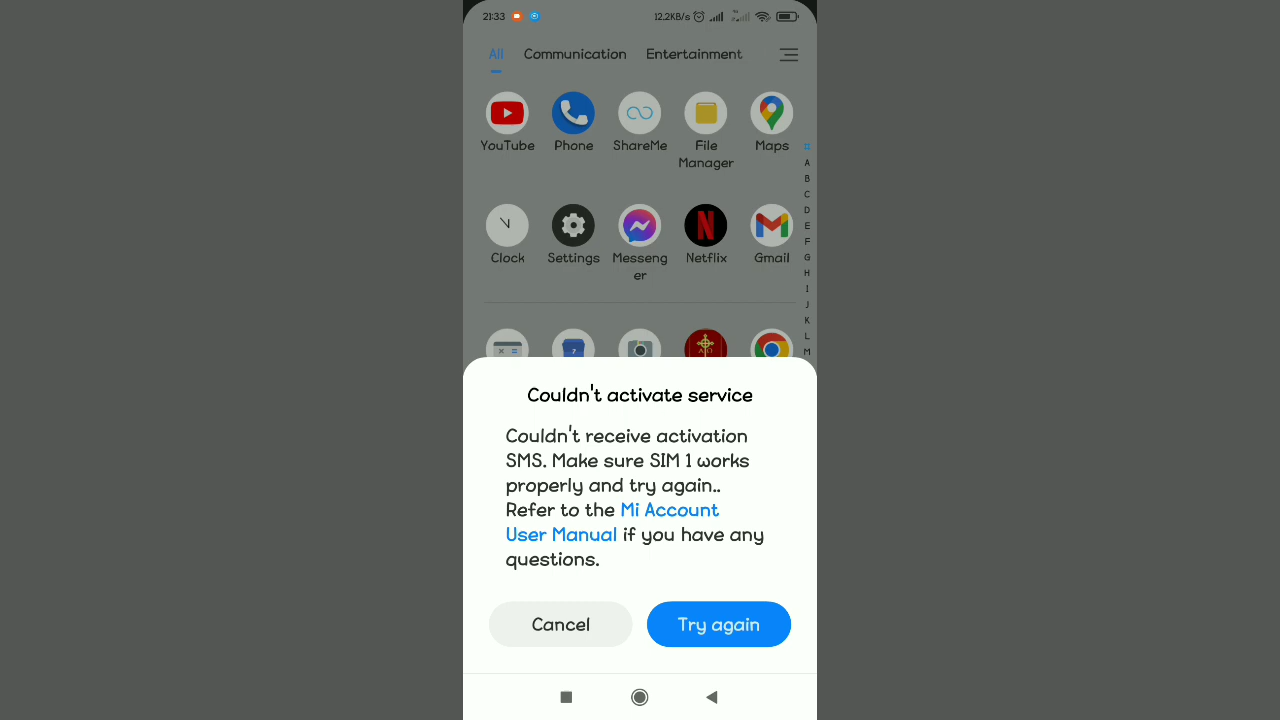 21:33 12.2KB/s
All Communication Entertainment
YouTube Phone ShareMe File Manager Maps
Clock Settings Messenger Netflix Gmail
#
A
B
C
D
E
F
G
H
I
J
K
L
M
Couldn't activate service
Couldn't receive activation
SMS. Make sure SIM 1 works
properly and try again..
Refer to the Mi Account
User Manual if you have any
questions.
Cancel Try again